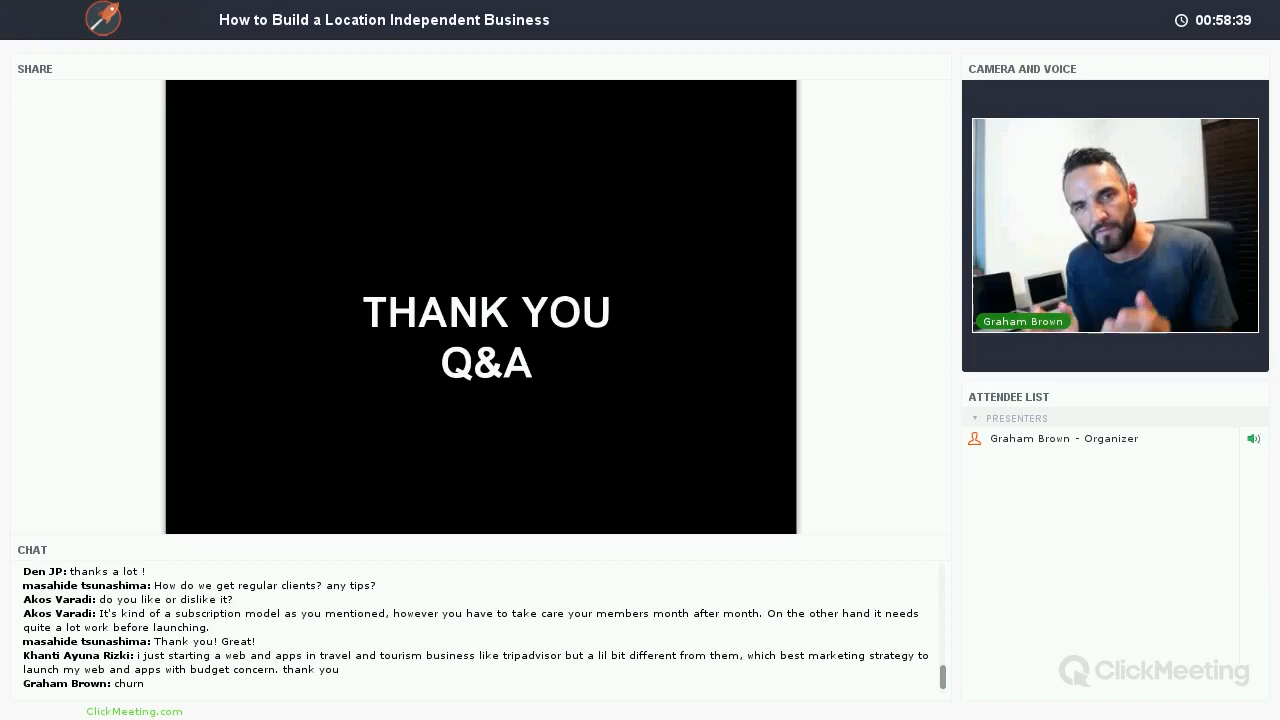 How to Build a Location Independent Business
00:58:39
SHARE
CAMERA AND VOICE
THANK YOU
Q&A
Graham Brown
ATTENDEE LIST
PRESENTERS
Graham Brown - Organizer
CHAT
Den JP: thanks a lot !
masahide tsunashima: How do we get regular clients? any tips?
Akos Varadi: do you like or dislike it?
Akos Varadi: It's kind of a subscription model as you mentioned, however you have to take care your members month after month. On the other hand it needs
quite a lot work before launching.
masahide tsunashima: Thank you! Great!
Khanti Ayuna Rizki: i just starting a web and apps in travel and tourism business like tripadvisor but a lil bit different from them, which best marketing strategy to
launch my web and apps with budget concern. thank you
Graham Brown: churn
ClickMeeting
ClickMeeting.com